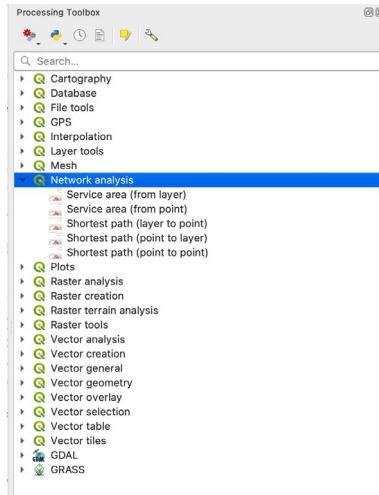 Processing Toolbox
Search...
Cartography
Database
File tools
GPS
Interpolation
Layer tools
Mesh
Network analysis
Service area (from layer)
Service area (from point)
Shortest path (layer to point)
Shortest path (point to layer)
Shortest path (point to point)
Plots
Raster analysis
Raster creation
Raster terrain analysis
Raster tools
Vector analysis
Vector creation
Vector general
Vector geometry
Vector overlay
Vector selection
Vector table
Vector tiles
GDAL GDAL
GRASS